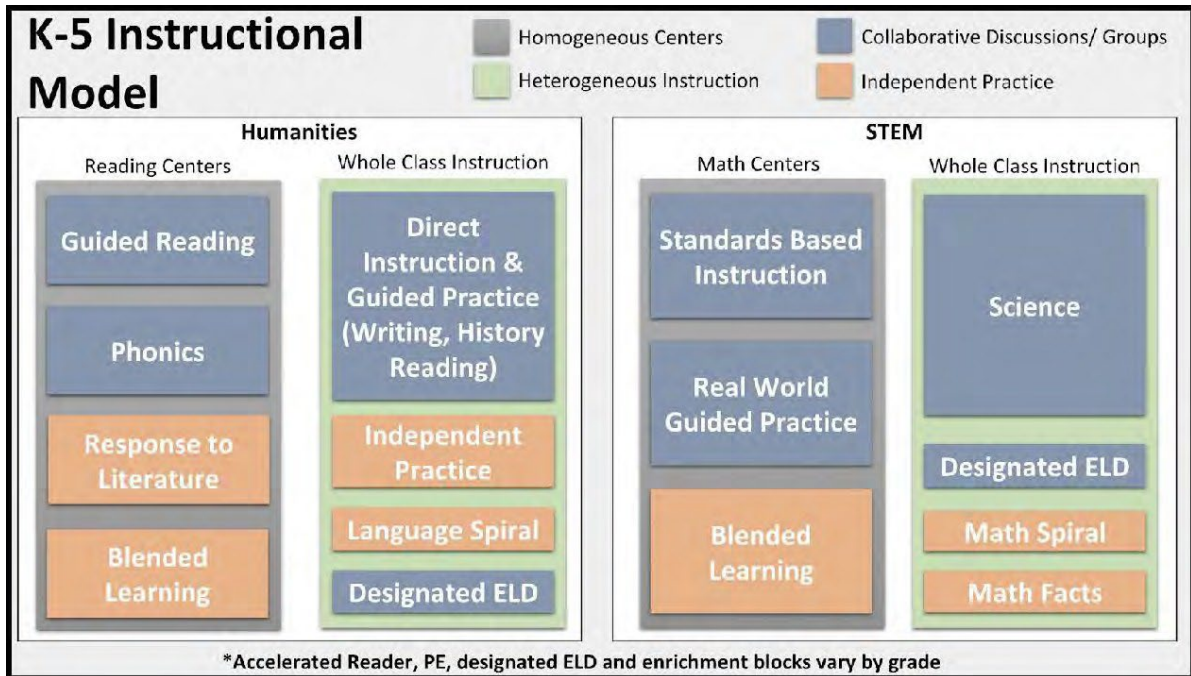 K-5 Instructional
Model
Homogeneous Centers
Heterogeneous Instruction
Collaborative Discussions/ Groups
Independent Practice
Humanities
Reading Centers
Guided Reading
Phonics
Response to
Literature
Blended
Learning
Whole Class Instruction
Direct
Instruction &
Guided Practice
(Writing, History
Reading)
Independent
Practice
Language Spiral
Designated ELD
STEM
Math Centers
Standards Based
Instruction
Real World
Guided Practice
Blended
Learning
Whole Class Instruction
Science
Designated ELD
Math Spiral
Math Facts
*Accelerated Reader, PE, designated ELD and enrichment blocks vary by grade